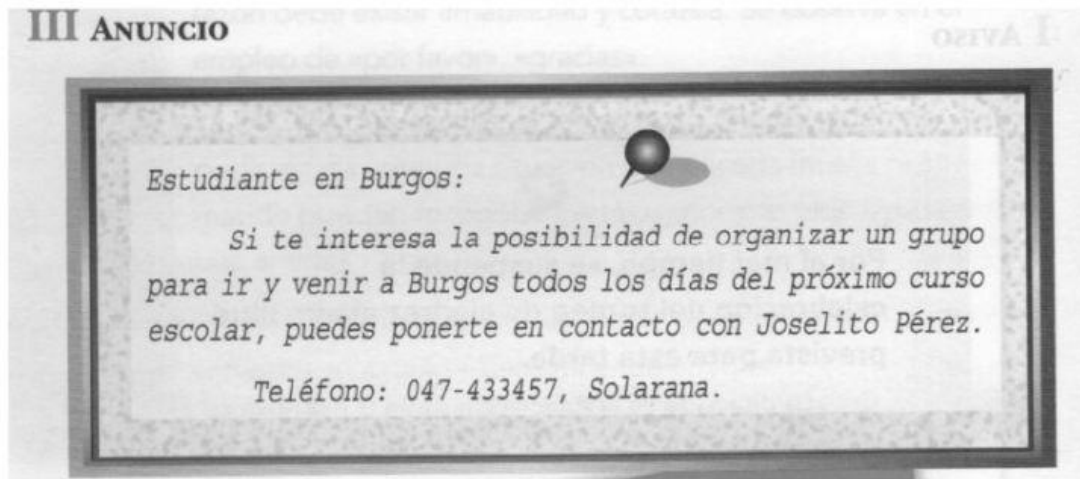 III ANUNCIO
Estudiante en Burgos:
Si te interesa la posibilidad de organizar un grupo
para ir y venir a Burgos todos los días del próximo curso
escolar, puedes ponerte en contacto con Joselito Pérez.
Teléfono: 047-433457, Solarana.